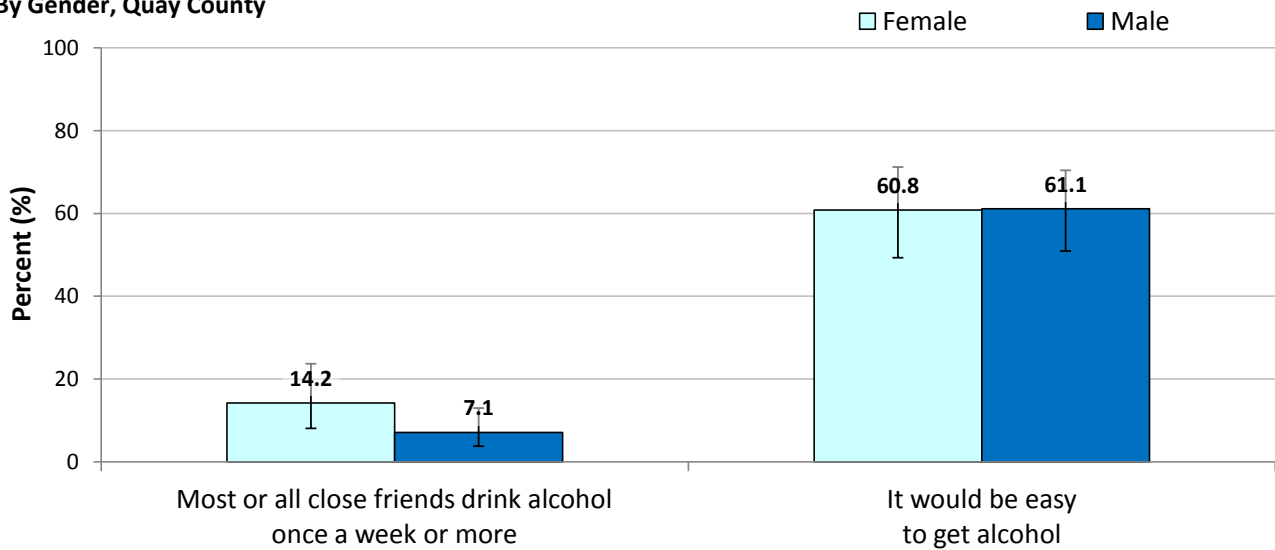 By Gender, Quay County
Female Male
100
80
60
40
20
0
Percent (%)
14.2
7.1
60.8
61.1
Most or all close friends drink alcohol
once a week or more
It would be easy
to get alcohol